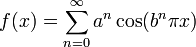 f(x) = \sum_{n=0}^{\infty} a^n \cos(b^n \pi x)